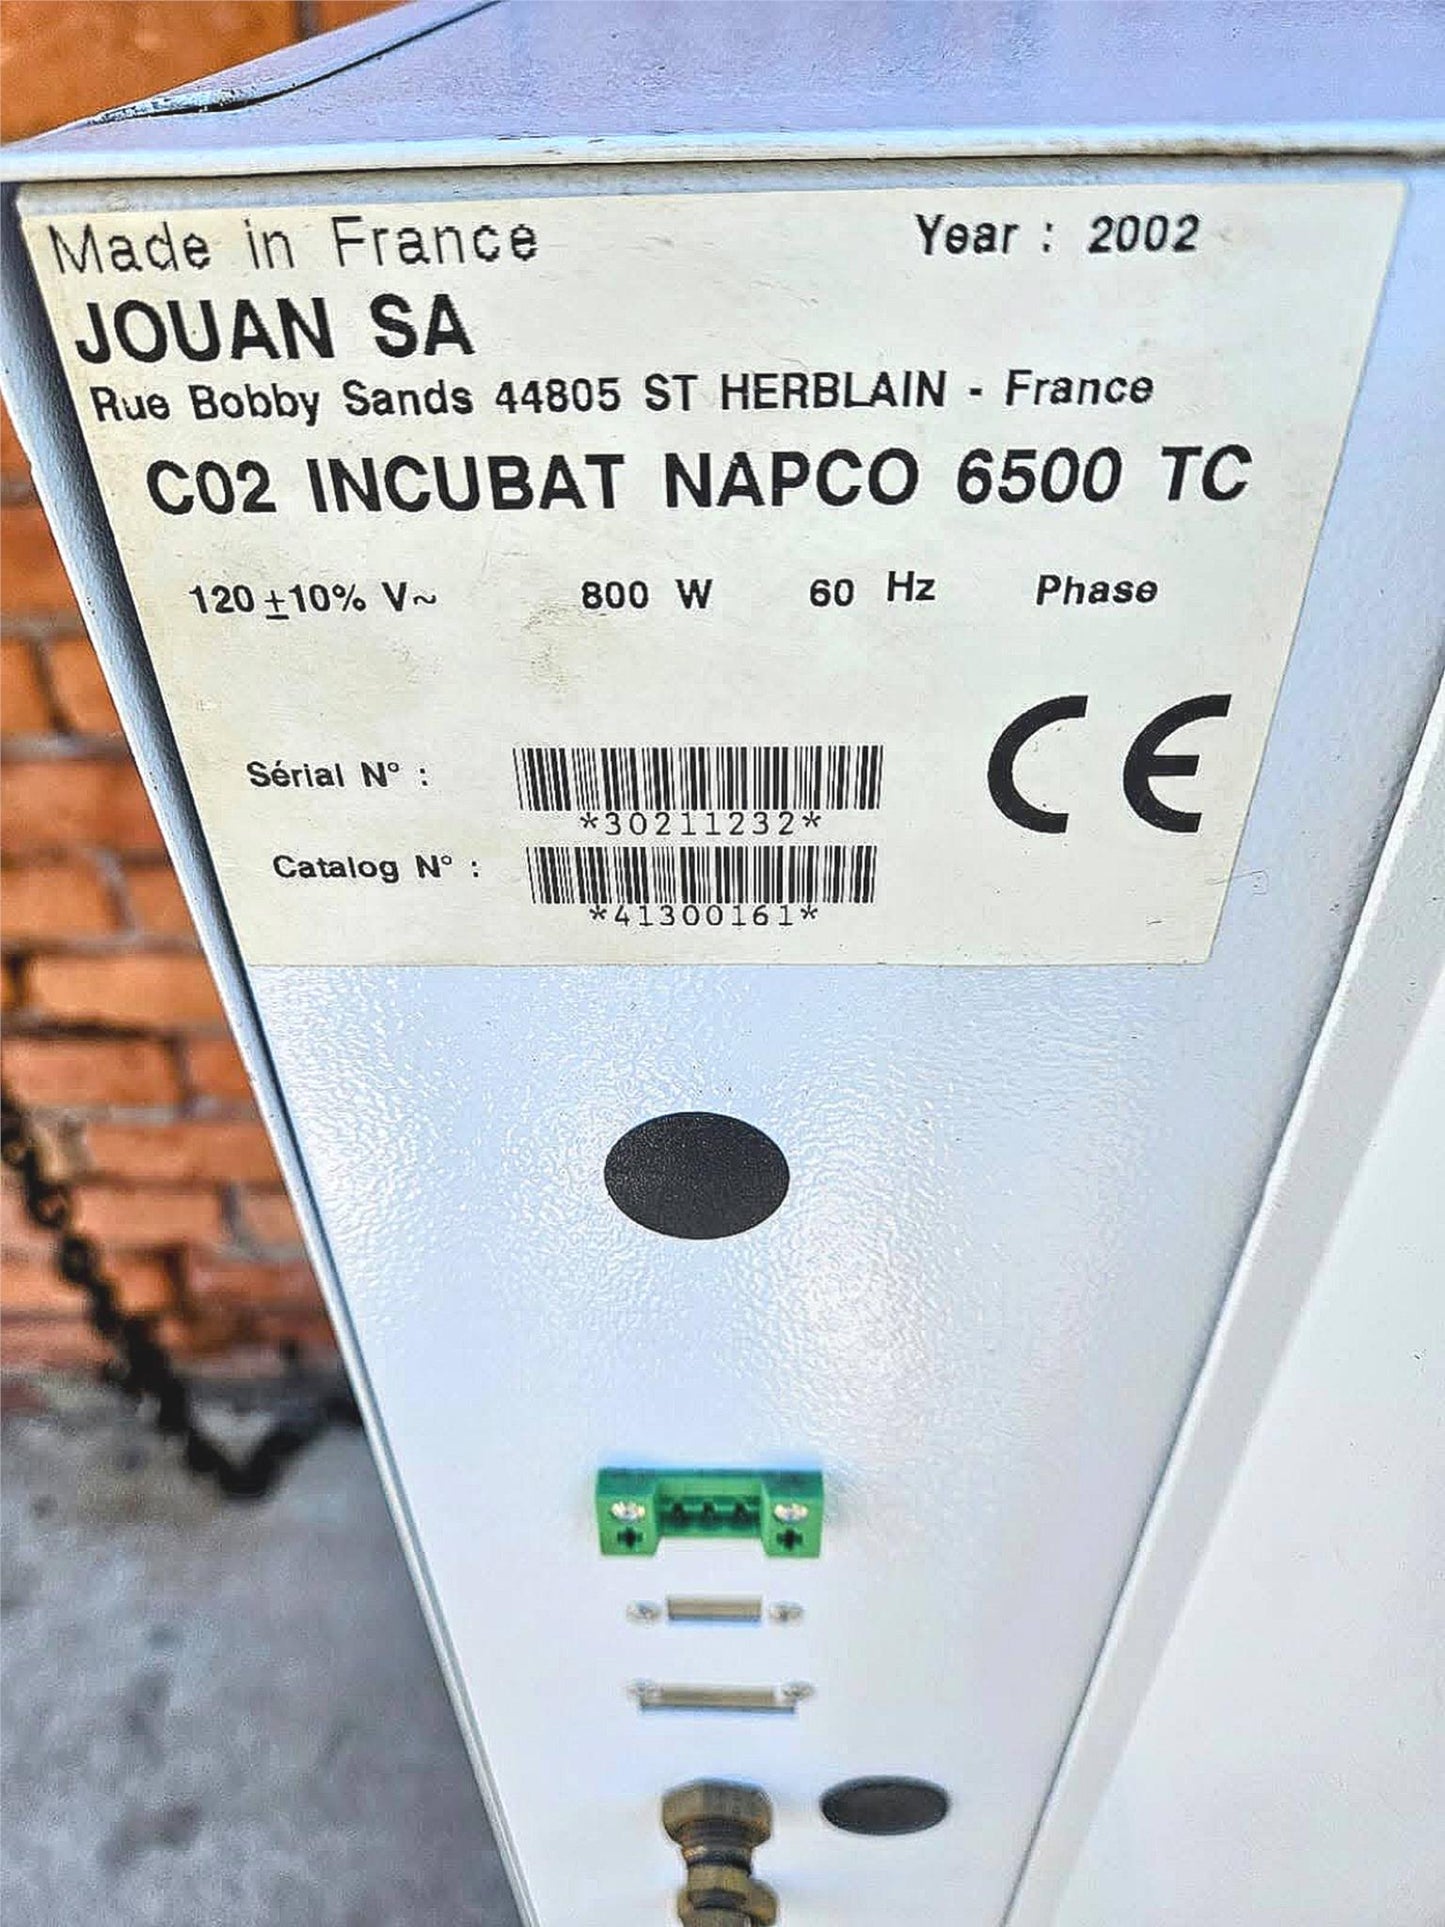 Made in France Year : 2002
JOUAN SA
Rue Bobby Sands 44805 ST HERBLAIN - France
C02 INCUBAT NAPCO 6500 TC
120 ±10% V~ 800 W 60 Hz Phase
Sérial N° :
*30211232*
Catalog N° :
*41300161*
CE